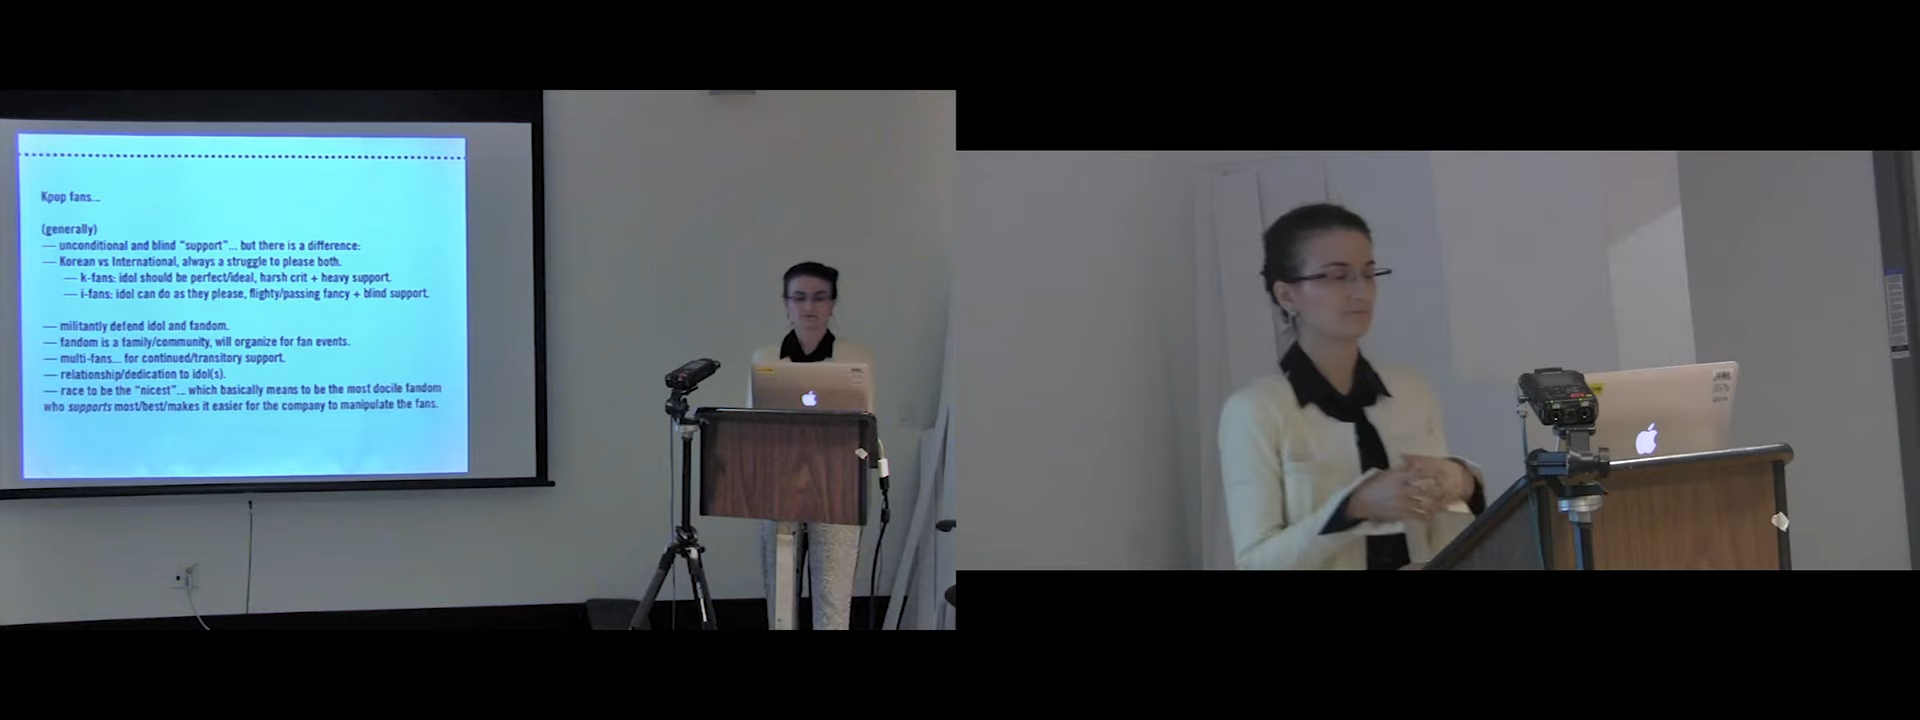 Kpop fans...
(generally)
— unconditional and blind “support”... but there is a difference:
— Korean vs International, always a struggle to please both.
— k-fans: idol should be perfect/ideal, harsh crit + heavy support.
— i-fans: idol can do as they please, flighty/passing fancy + blind support.
— militantly defend idol and fandom.
— fandom is a family/community, will organize for fan events.
— multi-fans... for continued/transitory support.
— relationship/dedication to idol(s).
— race to be the “nicest”... which basically means to be the most docile fandom
who supports most/best/makes it easier for the company to manipulate the fans.